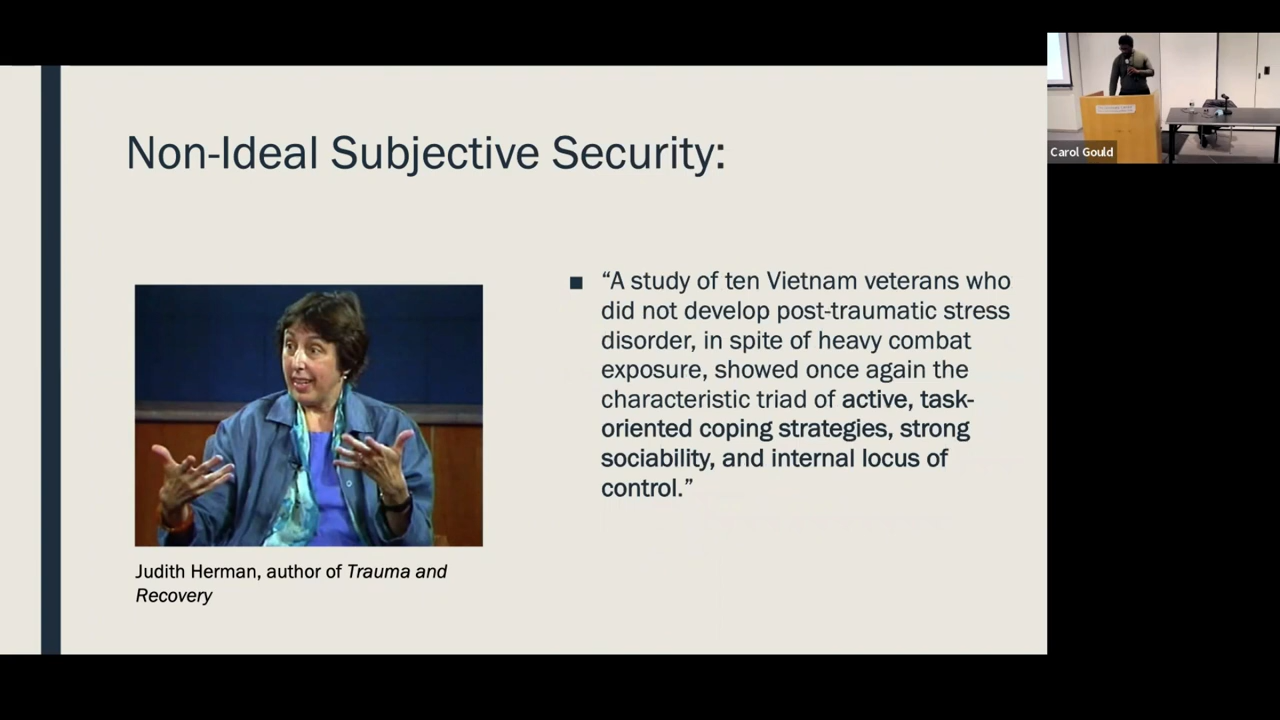 Non-Ideal Subjective Security:
Judith Herman, author of Trauma and
Recovery
■ “A study of ten Vietnam veterans who
did not develop post-traumatic stress
disorder, in spite of heavy combat
exposure, showed once again the
characteristic triad of active, task-
oriented coping strategies, strong
sociability, and internal locus of
control.”
Carol Gould